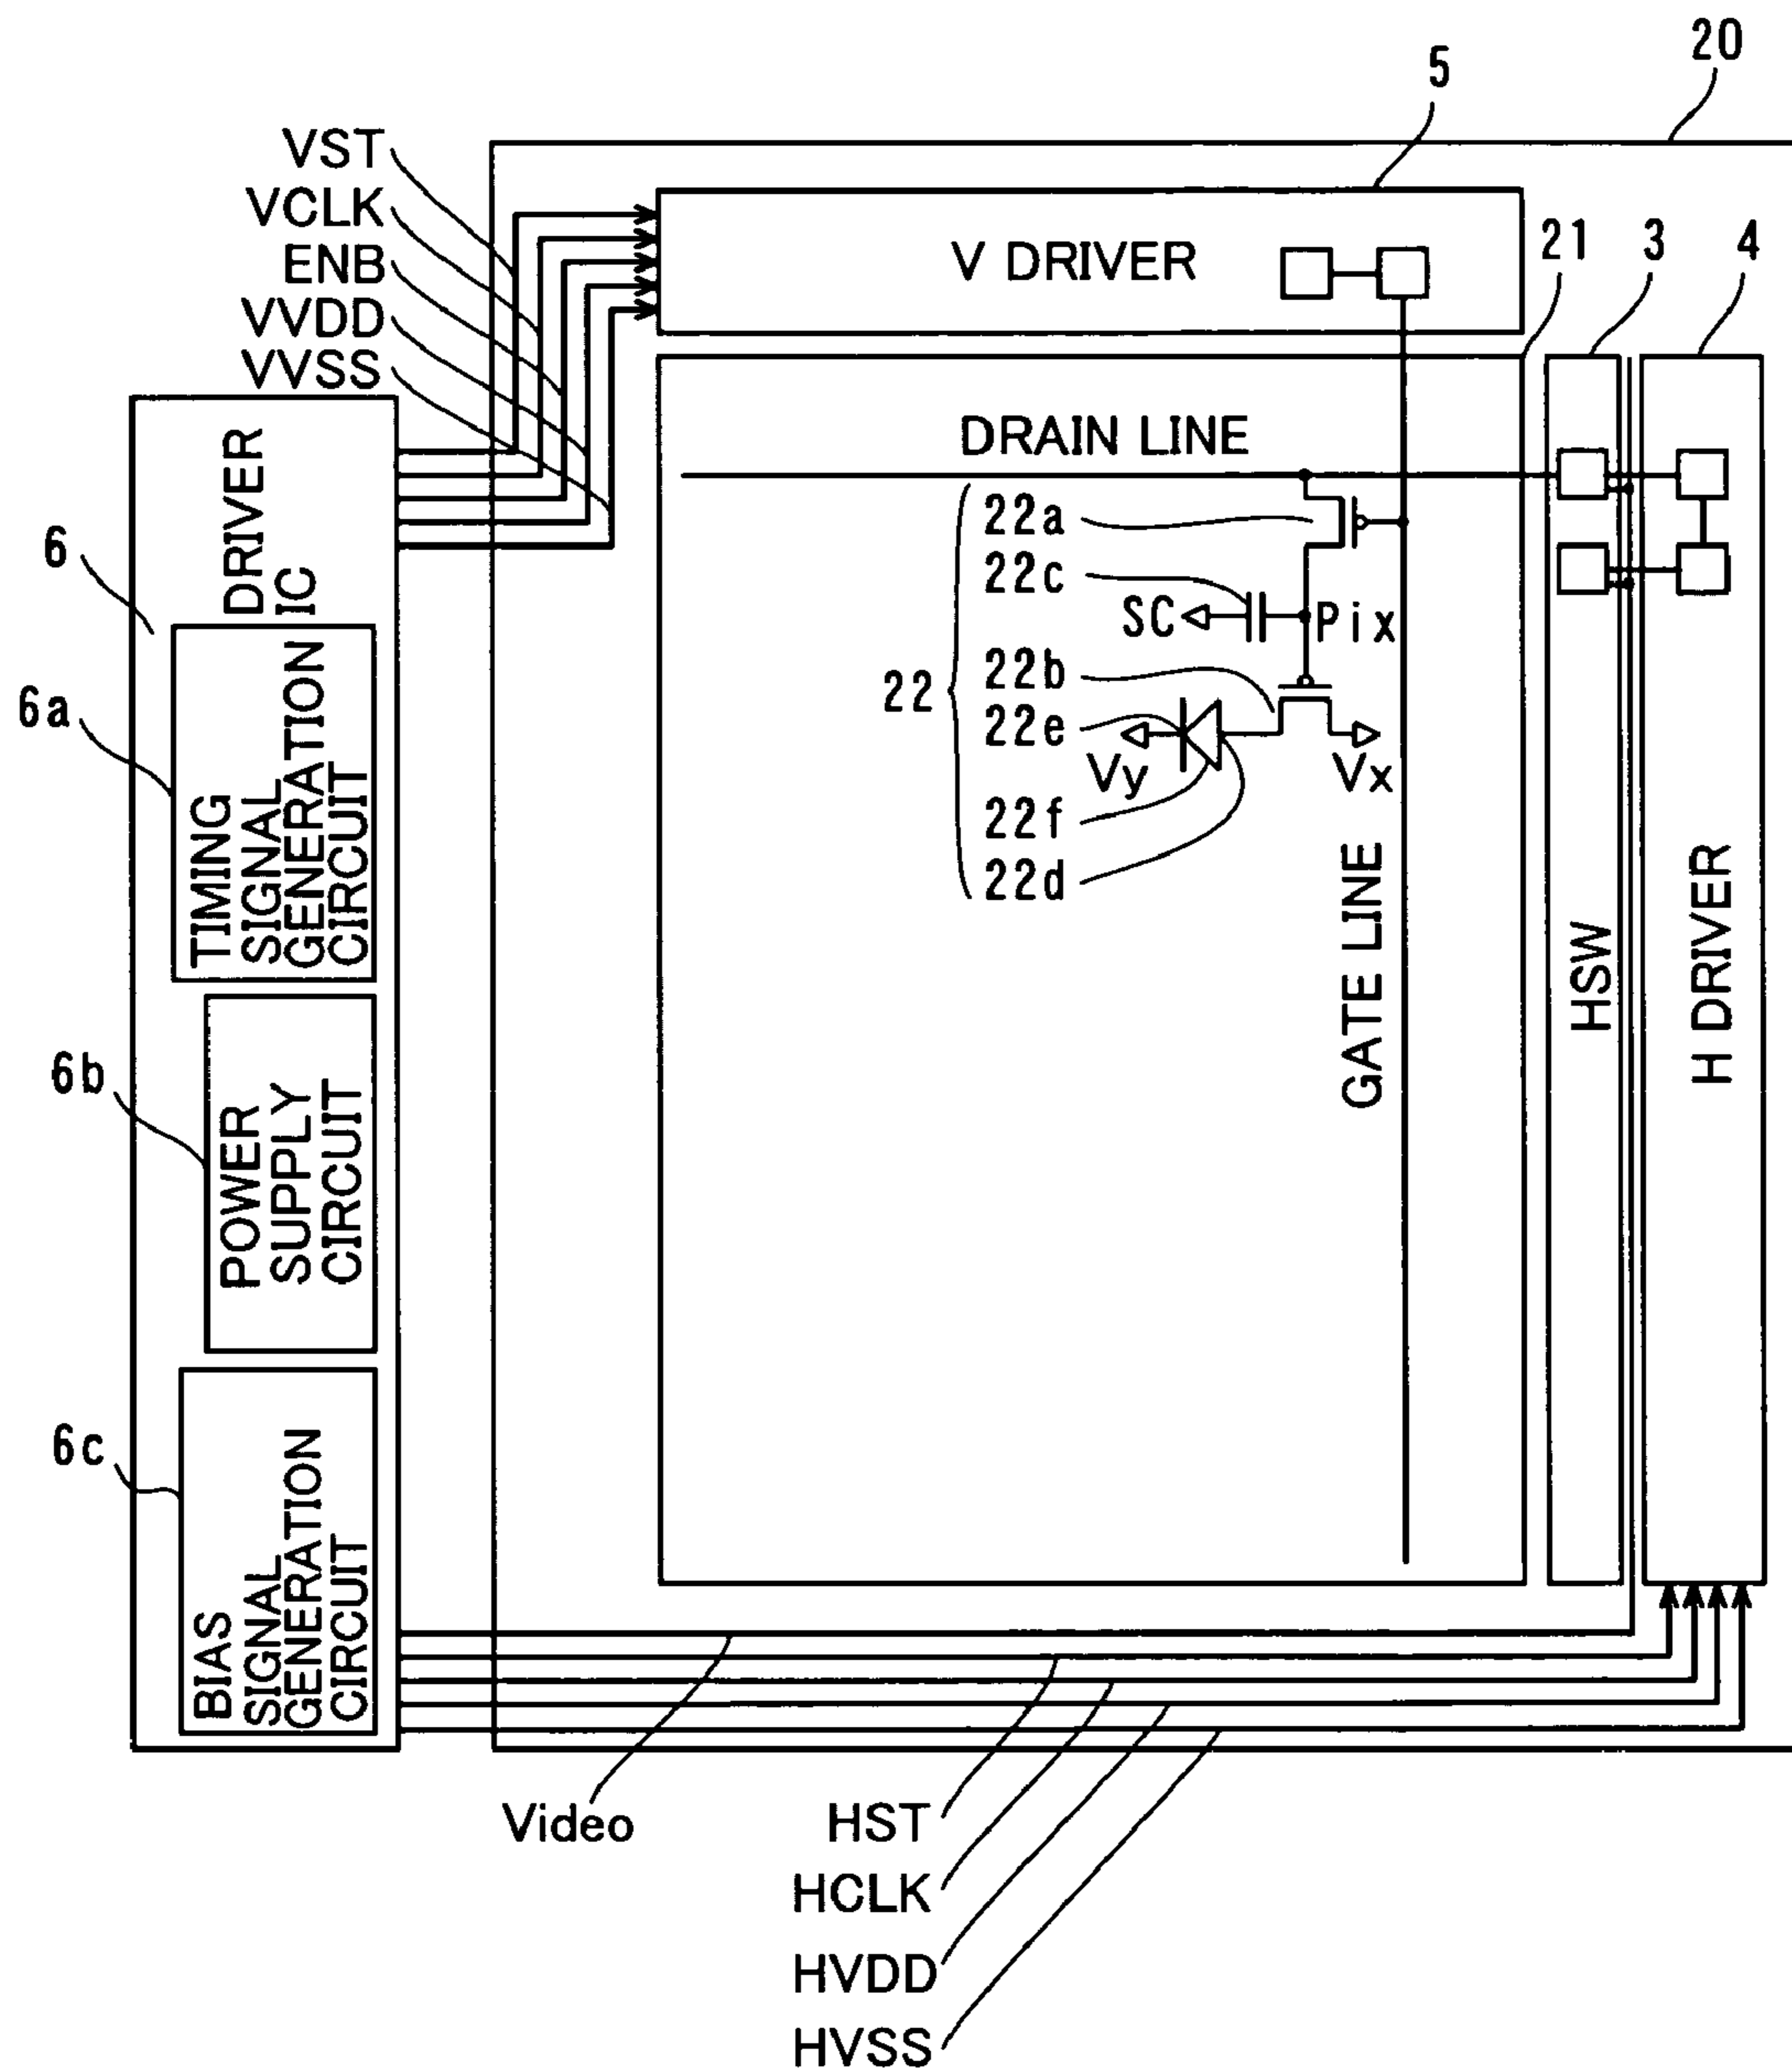 20
5
VST
VCLK
ENB
VVDD
VVSS
V DRIVER
21
3
4
DRIVER
IC
6
6a
TIMING
SIGNAL
GENERATION
CIRCUIT
6b
POWER
SUPPLY
CIRCUIT
6c
BIAS
SIGNAL
GENERATION
CIRCUIT
DRAIN LINE
22a
22c
SC
Pix
22b
22
22e
Vy
Vx
22f
22d
GATE LINE
HSW
H DRIVER
Video
HST
HCLK
HVDD
HVSS